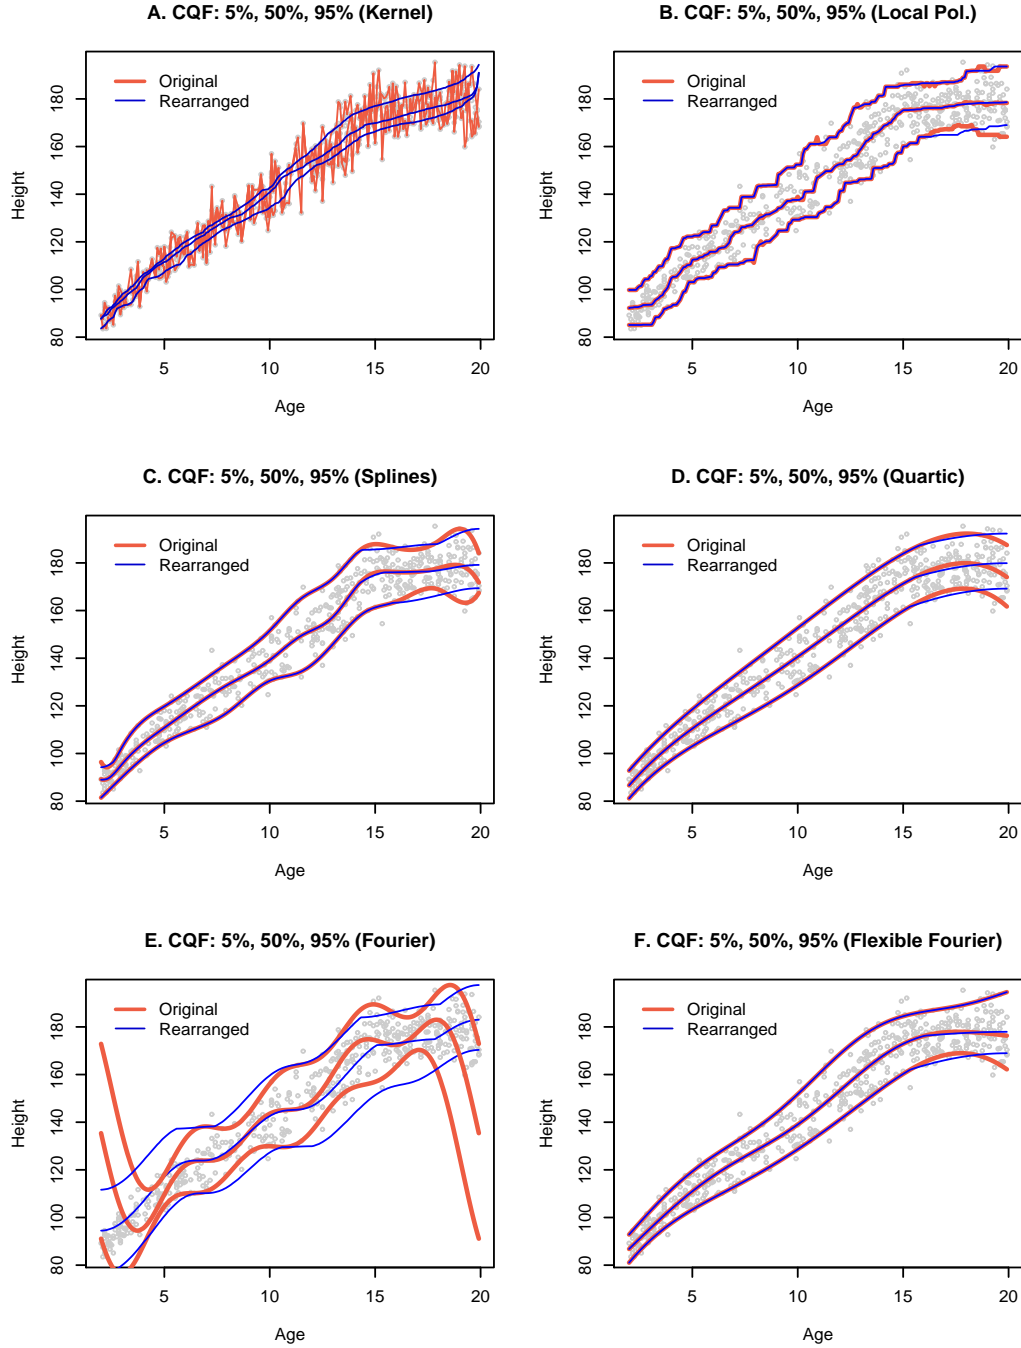 A. CQF: 5%, 50%, 95% (Kernel)
Original
Rearranged
Height
80 100 120 140 160 180
5 10 15 20
Age
B. CQF: 5%, 50%, 95% (Local Pol.)
Original
Rearranged
Height
80 100 120 140 160 180
5 10 15 20
Age
C. CQF: 5%, 50%, 95% (Splines)
Original
Rearranged
Height
80 100 120 140 160 180
5 10 15 20
Age
D. CQF: 5%, 50%, 95% (Quartic)
Original
Rearranged
Height
80 100 120 140 160 180
5 10 15 20
Age
E. CQF: 5%, 50%, 95% (Fourier)
Original
Rearranged
Height
80 100 120 140 160 180
5 10 15 20
Age
F. CQF: 5%, 50%, 95% (Flexible Fourier)
Original
Rearranged
Height
80 100 120 140 160 180
5 10 15 20
Age